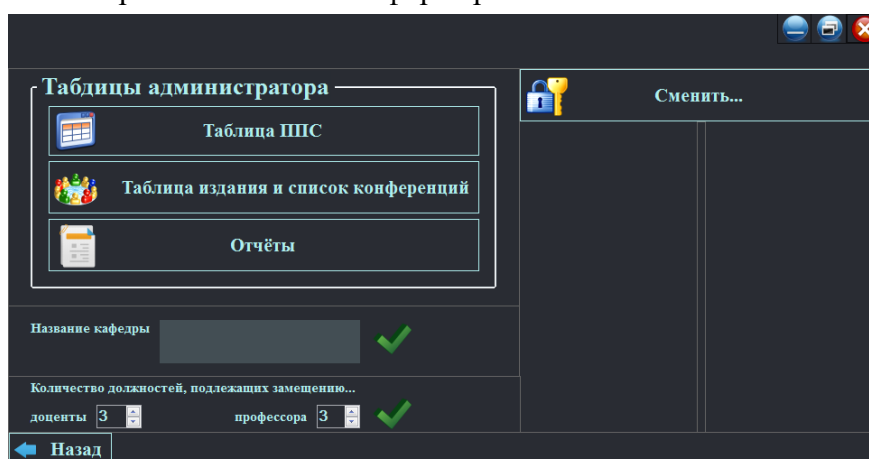 Табдицы администратора
Таблица ППС
Таблица издания и список конференций
Отчёты
Сменить...
Название кафедры
Количество должностей, подлежащих замещению...
доценты 3 профессора 3
Назад